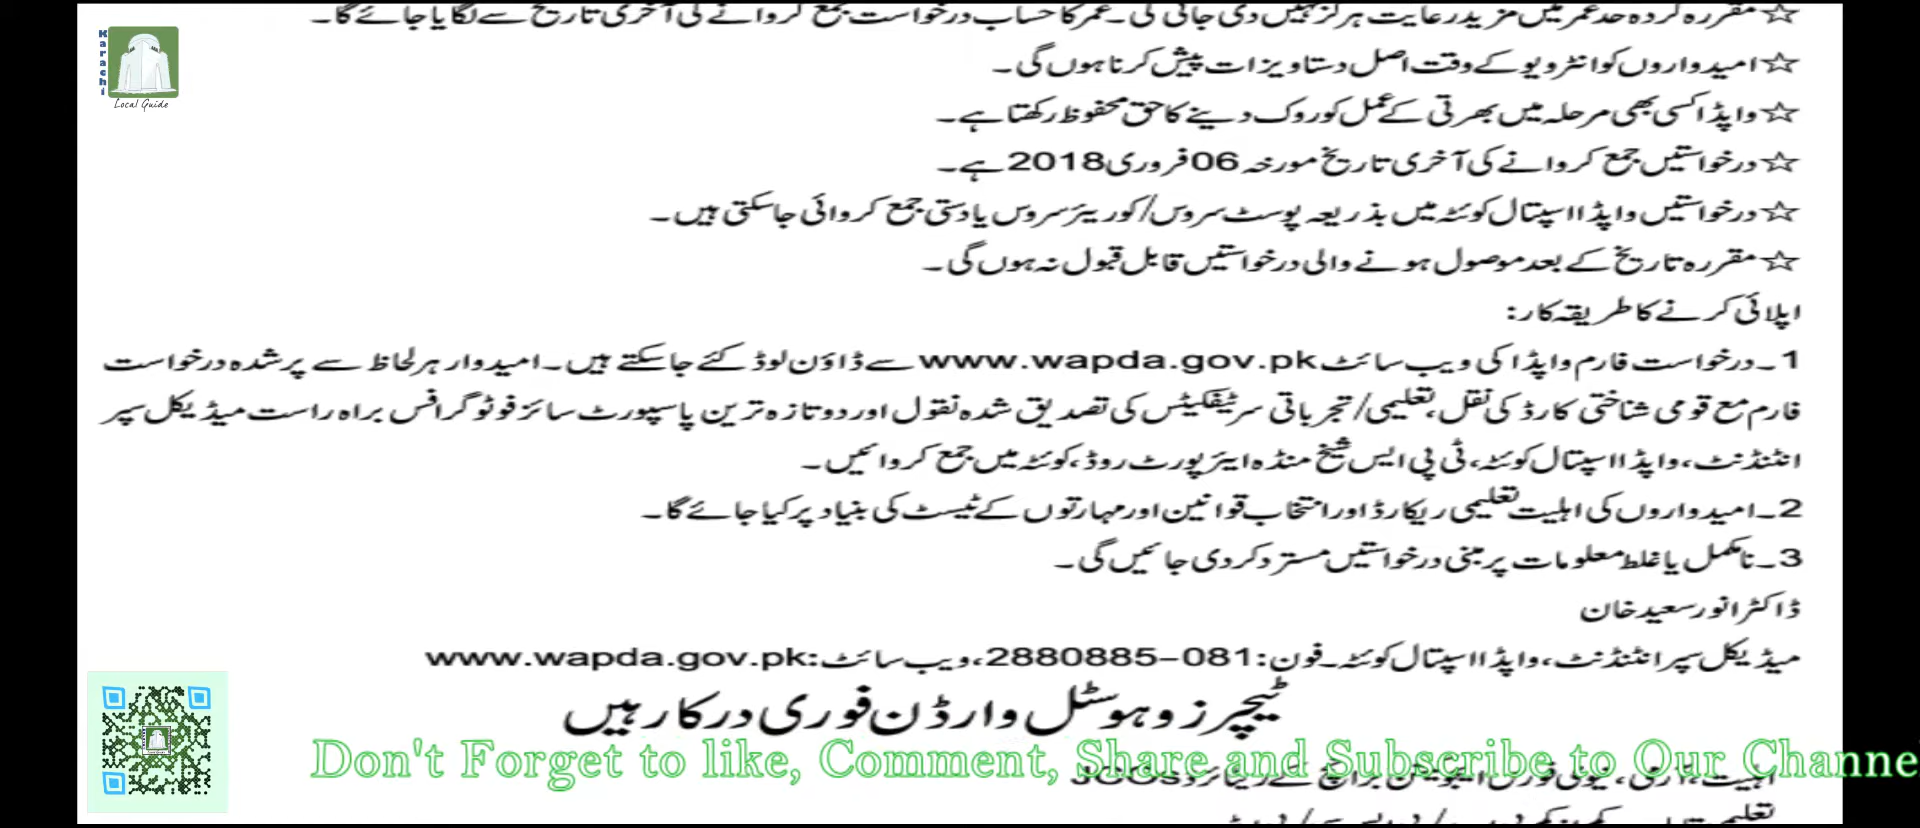 ☆مقررہ کردہ حد عمر میں مزید رعایت ہرگز نہیں دی جائی گی۔عمر کا حساب درخواست جمع کروانے کی آخری تاریخ سے لگایا جائے گا۔
☆امیدواروں کو انٹرویو کے وقت اصل دستاویزات پیش کرنا ہوں گی۔
☆واپڈا کسی بھی مرحلہ میں بھرتی کے عمل کو روک دینے کا حق محفوظ رکھتا ہے۔
☆درخواستیں جمع کروانے کی آخری تاریخ مورخہ 06فروری2018ہے۔
☆درخواستیں واپڈا اسپتال کوئٹہ میں بذریعہ پوسٹ سروس/کوریئر سروس یا دستی جمع کروائی جاسکتی ہیں۔
☆مقررہ تاریخ کے بعد موصول ہونے والی درخواستیں قابل قبول نہ ہوں گی۔
اپلائی کرنے کا طریقہ کار:
1۔درخواست فارم واپڈا کی ویب سائٹ www.wapda.gov.pk سے ڈاؤن لوڈ کئے جاسکتے ہیں۔امیدوار ہر لحاظ سے پر شدہ درخواست
فارم مع قومی شناختی کارڈ کی نقل،تعلیمی/تجرباتی سرٹیفکیٹس کی تصدیق شدہ نقول اور دو تازہ ترین پاسپورٹ سائز فوٹو گرافس براہ راست میڈیکل سپر
انٹنڈنٹ،واپڈا اسپتال کوئٹہ،ٹی پی ایس شیخ منڈہ ایئرپورٹ روڈ،کوئٹہ میں جمع کروائیں۔
2۔امیدواروں کی اہلیت تعلیمی ریکارڈ اور انتخاب قوانین اور مہارتوں کے ٹیسٹ کی بنیاد پر کیا جائے گا۔
3۔نامکمل یا غلط معلومات پر مبنی درخواستیں مسترد کردی جائیں گی۔
ڈاکٹر انور سعید خان
میڈیکل سپرانٹنڈنٹ،واپڈا اسپتال کوئٹہ۔فون:081-2880885،ویب سائٹ:www.wapda.gov.pk
ٹیچرز و ہوسٹل وارڈن فوری درکار ہیں
Don't Forget to like, Comment, Share and Subscribe to Our Channe
Karachi
Local Guide